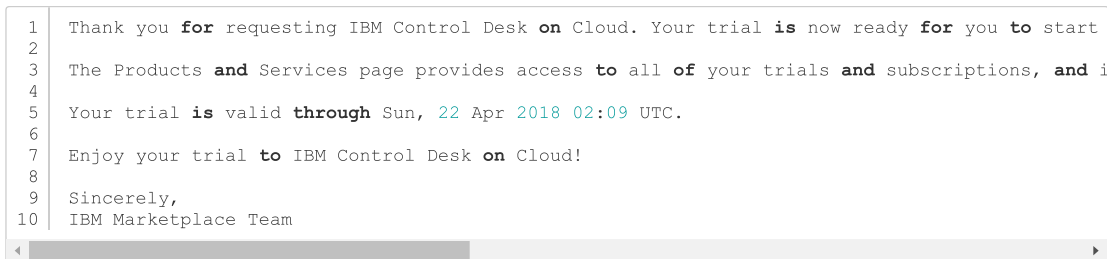 1 Thank you for requesting IBM Control Desk on Cloud. Your trial is now ready for you to start
2
3 The Products and Services page provides access to all of your trials and subscriptions, and i
4
5 Your trial is valid through Sun, 22 Apr 2018 02:09 UTC.
6
7 Enjoy your trial to IBM Control Desk on Cloud!
8
9 Sincerely,
10 IBM Marketplace Team